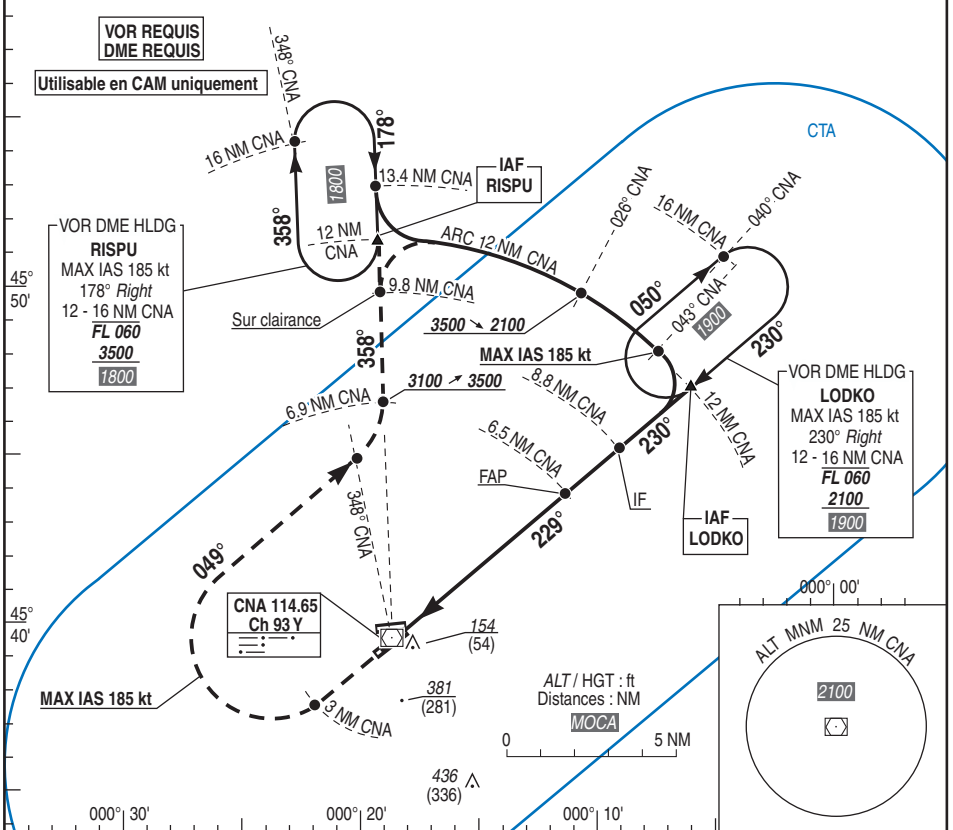 VOR REQUIS
DME REQUIS
Utilisable en CAM uniquement
348° CNA
16 NM CNA
178°
1800
358°
12 NM
CNA
13.4 NM CNA
IAF
RISPU
CTA
VOR DME HLDG
RISPU
MAX IAS 185 kt
178° Right
12 - 16 NM CNA
FL 060
3500
1800
ARC 12 NM CNA
026° CNA
16 NM CNA
040° CNA
050°
043° CNA
1900
230°
45°
50'
9.8 NM CNA
Sur clairance
3500 ↘ 2100
358°
MAX IAS 185 kt
3100 ↗ 3500
6.9 NM CNA
8.8 NM CNA
6.5 NM CNA
230°
12 NM CNA
VOR DME HLDG
LODKO
MAX IAS 185 kt
230° Right
12 - 16 NM CNA
FL 060
2100
1900
FAP
IF
IAF
LODKO
348° CNA
229°
049°
CNA 114.65
Ch 93 Y
45°
40'
154
(54)
000° 00'
ALT MNM 25 NM CNA
2100
MAX IAS 185 kt
3 NM CNA
381
(281)
ALT / HGT : ft
Distances : NM
MOCA
0
5 NM
436
(336)
000° 30'
000° 20'
000° 10'